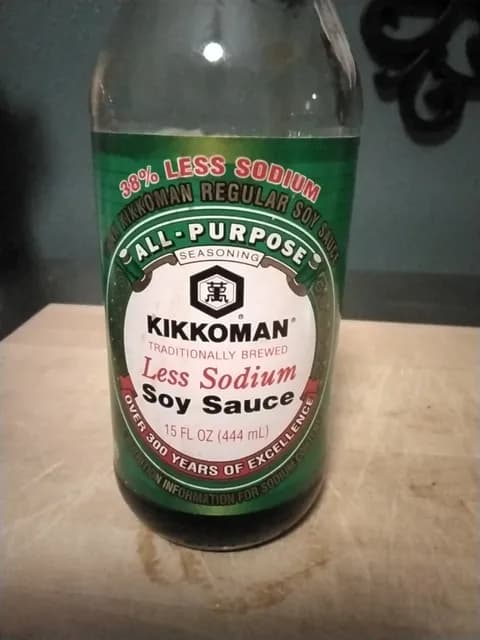 38% LESS SODIUM
KIKKOMAN REGULAR SOY SAUCE
ALL-PURPOSE
SEASONING
萬
KIKKOMAN®
TRADITIONALLY BREWED
Less Sodium
Soy Sauce
15 FL OZ (444 mL)
OVER 300 YEARS OF EXCELLENCE
INFORMATION FOR SODIUM